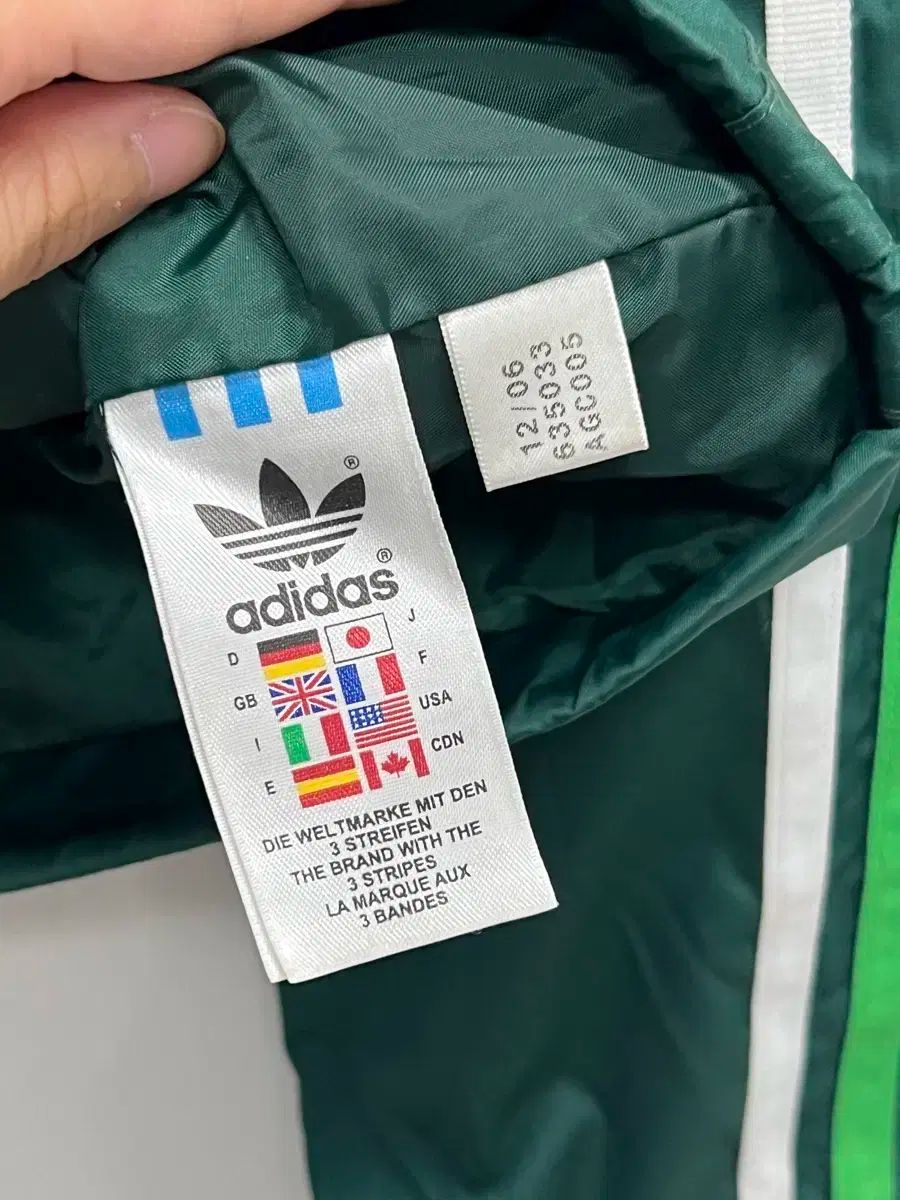 ®
adidas®
D
J
GB
F
I
USA
E
CDN
DIE WELTMARKE MIT DEN
3 STREIFEN
THE BRAND WITH THE
3 STRIPES
LA MARQUE AUX
3 BANDES
12/06
635033
AGC005